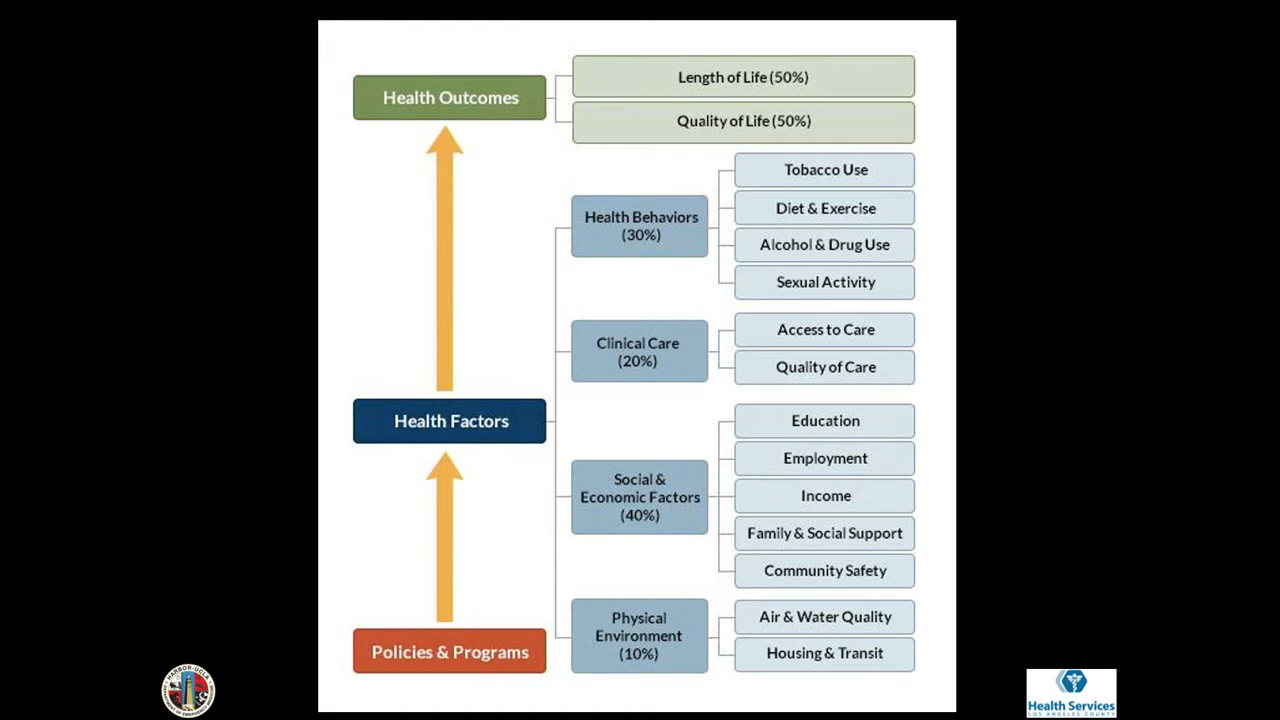 Health Outcomes
Length of Life (50%)
Quality of Life (50%)
Health Behaviors
(30%)
Tobacco Use
Diet & Exercise
Alcohol & Drug Use
Sexual Activity
Clinical Care
(20%)
Access to Care
Quality of Care
Health Factors
Social &
Economic Factors
(40%)
Education
Employment
Income
Family & Social Support
Community Safety
Physical
Environment
(10%)
Air & Water Quality
Housing & Transit
Policies & Programs
HARBOR-UCLA
Health Services
LOS ANGELES COUNTY